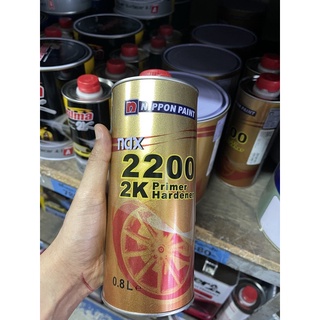 NIPPON PAINT
nax
2200
2K Primer
Hardener
0.8L